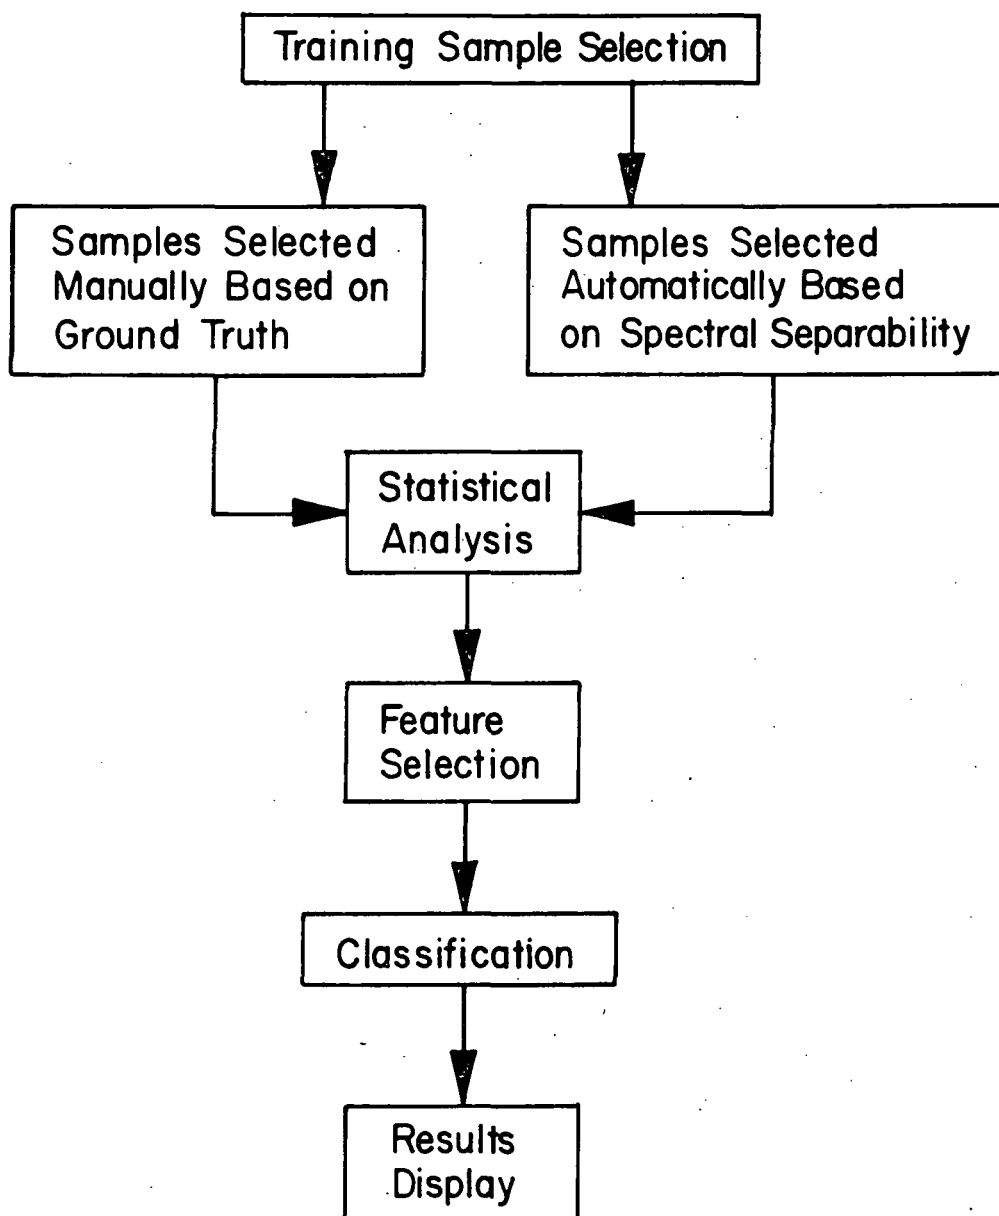 Training Sample Selection
Samples Selected
Manually Based on
Ground Truth
Samples Selected
Automatically Based
on Spectral Separability
Statistical
Analysis
Feature
Selection
Classification
Results
Display